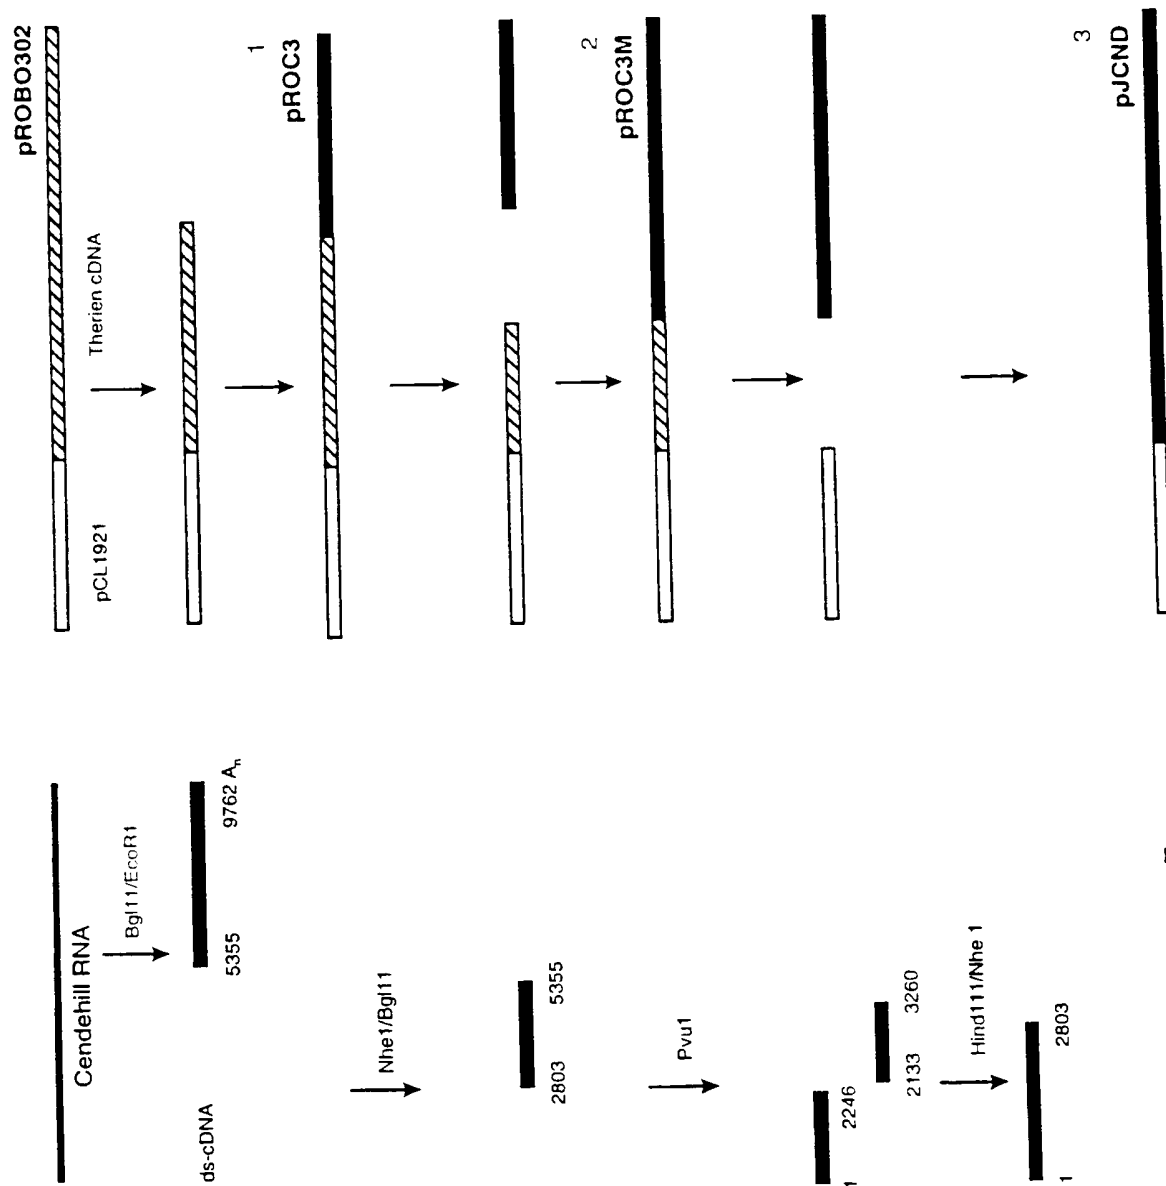 pROBO302
Therien cDNA
pCL1921
1
pROC3
2
pROC3M
3
pJCND
Cendehill RNA
Bgl11/EcoR1
9762 An
5355
ds-cDNA
Nhe1/Bgl11
5355
2803
Pvu1
3260
2133
2246
1
Hind111/Nhe 1
2803
1